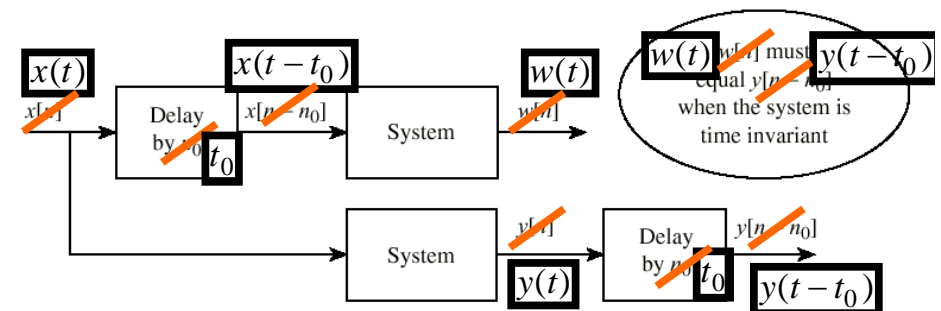 x(t)
x[n]
Delay
by n₀
t₀
x(t − t₀)
x[n − n₀]
System
w(t)
w[n]
w(t) w[n] must y(t − t₀)
equal y[n − n₀]
when the system is
time invariant
System
y[n]
y(t)
Delay
by n₀
t₀
y[n − n₀]
y(t − t₀)